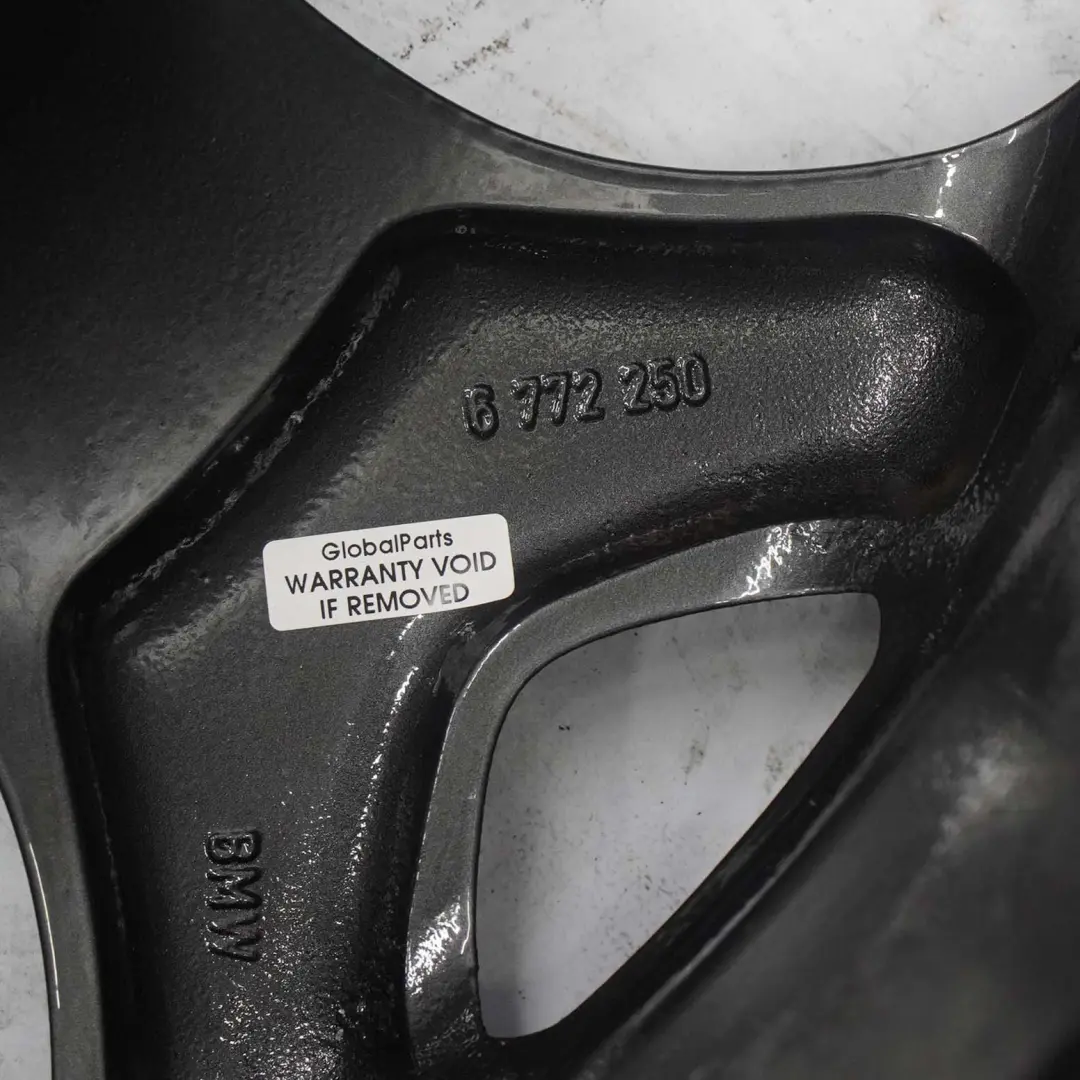 6 772 250
GlobalParts
WARRANTY VOID
IF REMOVED
BMW